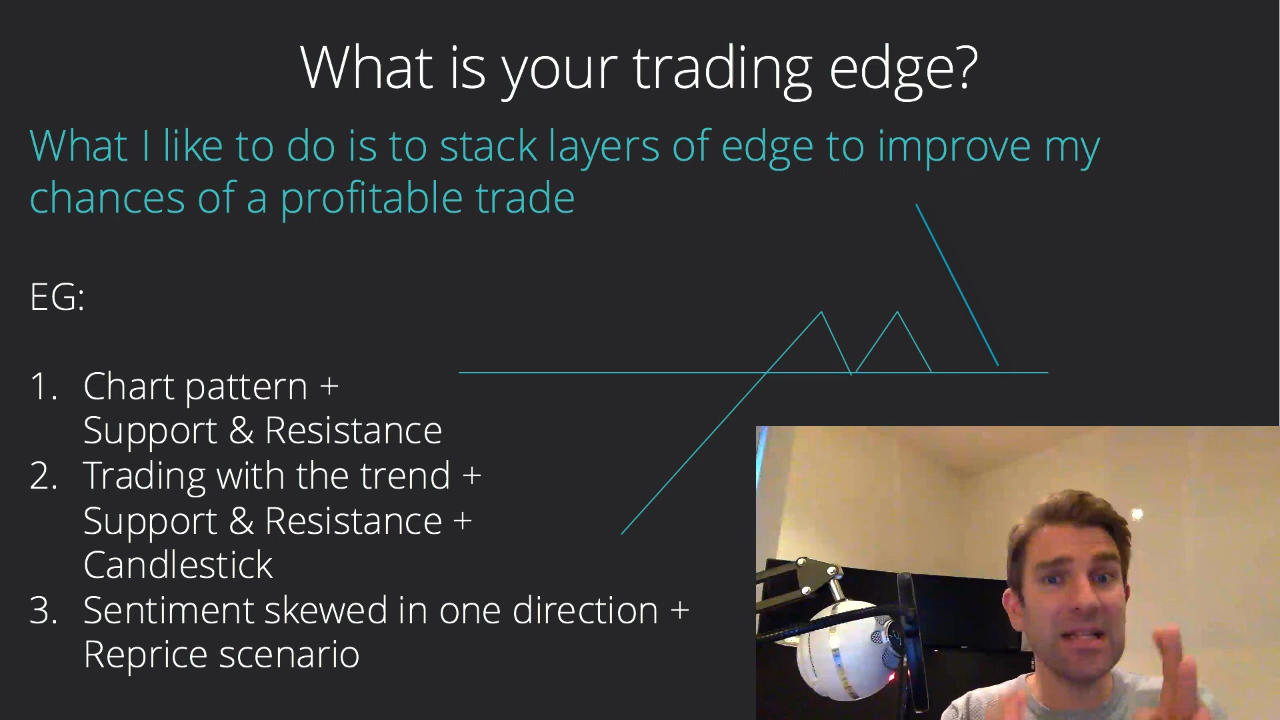 What is your trading edge?
What I like to do is to stack layers of edge to improve my
chances of a profitable trade
EG:
1. Chart pattern +
Support & Resistance
2. Trading with the trend +
Support & Resistance +
Candlestick
3. Sentiment skewed in one direction +
Reprice scenario